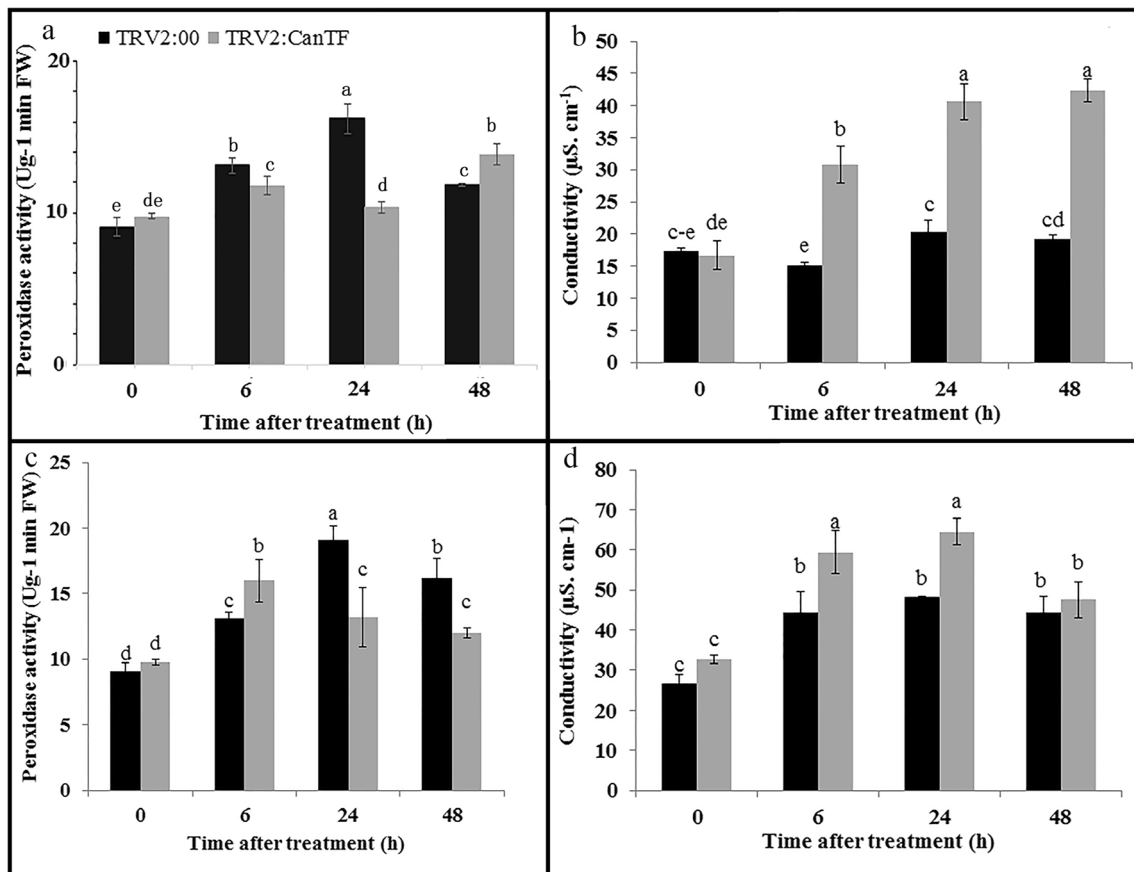 a
TRV2:00 TRV2:CanTF
Peroxidase activity (Ug-1 min FW)
20
10
0
e de b c a d c b
0 6 24 48
Time after treatment (h)
b
Conductivity (µS. cm-1)
50
45
40
35
30
25
20
15
10
5
0
c-e de e b c a cd a
0 6 24 48
Time after treatment (h)
c
Peroxidase activity (Ug-1 min FW)
25
20
15
10
5
0
d d c b a c b c
0 6 24 48
Time after treatment (h)
d
Conductivity (µS. cm-1)
80
70
60
50
40
30
20
10
0
c c b a b a b b
0 6 24 48
Time after treatment (h)